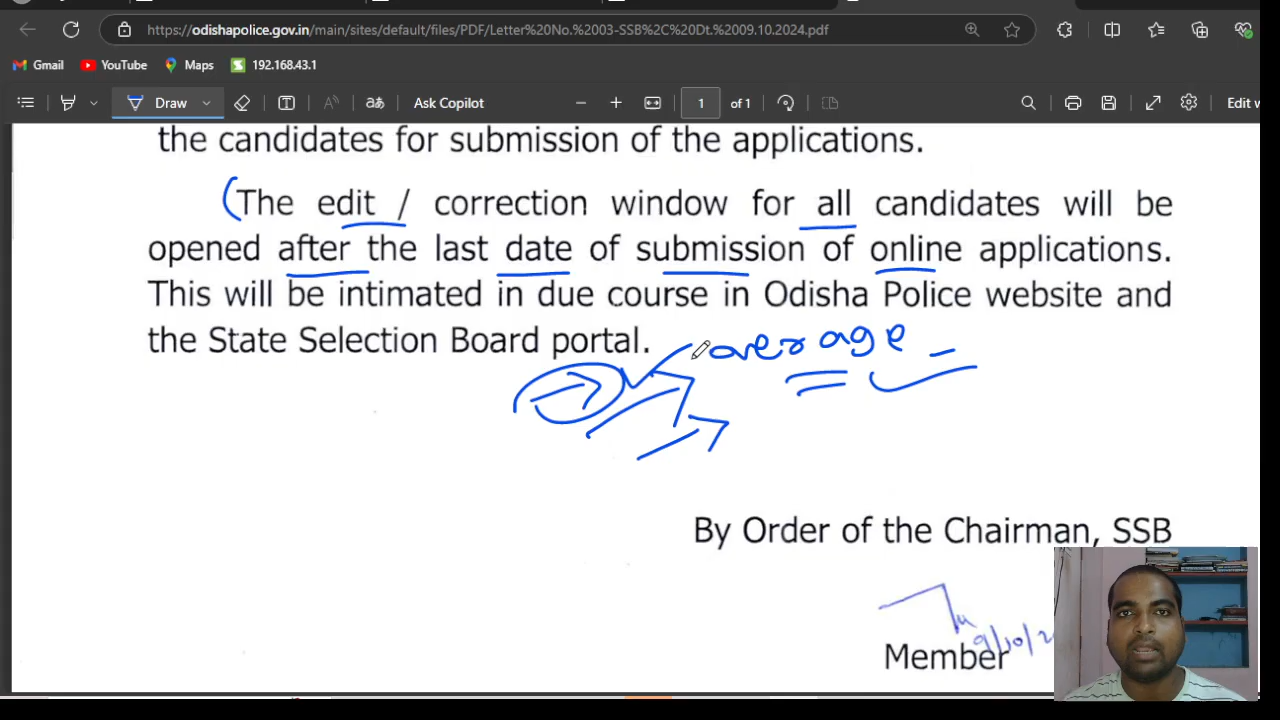 https://odishapolice.gov.in/main/sites/default/files/PDF/Letter%20No.%2003-SSB%2C%20Dt.%2009.10.2024.pdf
Gmail YouTube Maps 192.168.43.1
Draw aあ Ask Copilot 1 of 1 Edit w
the candidates for submission of the applications.
(The edit / correction window for all candidates will be
opened after the last date of submission of online applications.
This will be intimated in due course in Odisha Police website and
the State Selection Board portal.
average
By Order of the Chairman, SSB
Member